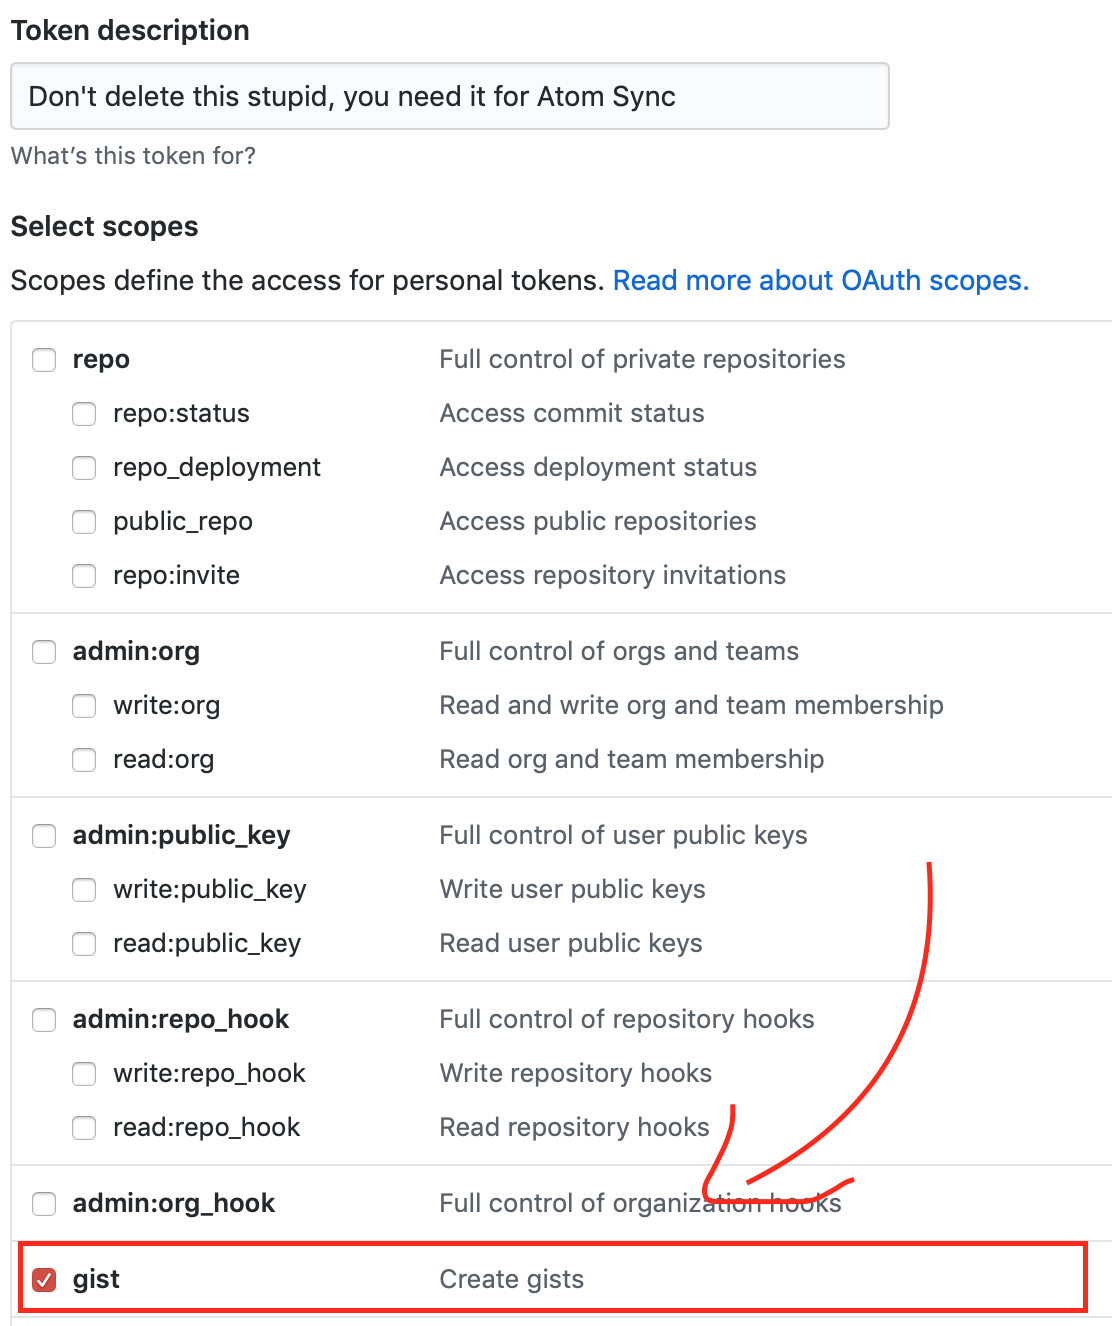 Token description
Don't delete this stupid, you need it for Atom Sync
What's this token for?
Select scopes
Scopes define the access for personal tokens. Read more about OAuth scopes.
repo Full control of private repositories
repo:status Access commit status
repo_deployment Access deployment status
public_repo Access public repositories
repo:invite Access repository invitations
admin:org Full control of orgs and teams
write:org Read and write org and team membership
read:org Read org and team membership
admin:public_key Full control of user public keys
write:public_key Write user public keys
read:public_key Read user public keys
admin:repo_hook Full control of repository hooks
write:repo_hook Write repository hooks
read:repo_hook Read repository hooks
admin:org_hook Full control of organization hooks
gist Create gists